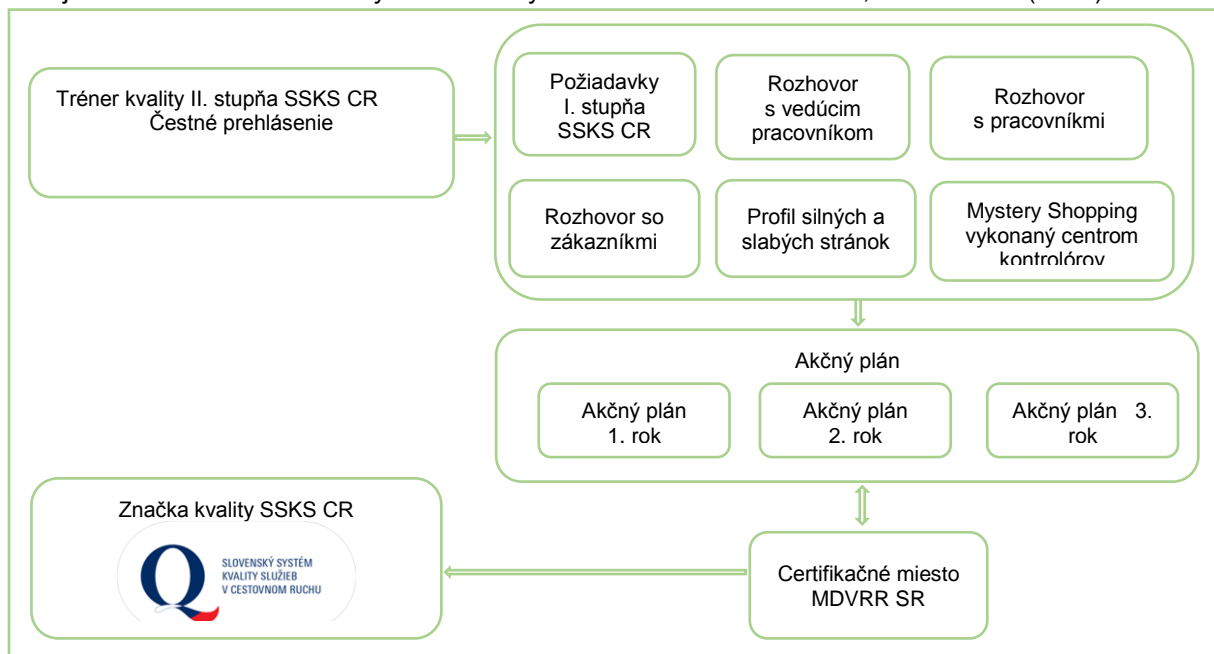 Tréner kvality II. stupňa SSKS CR
Čestné prehlásenie
Požiadavky
I. stupňa
SSKS CR
Rozhovor
s vedúcim
pracovníkom
Rozhovor
s pracovníkmi
Rozhovor so
zákazníkmi
Profil silných a
slabých stránok
Mystery Shopping
vykonaný centrom
kontrolórov
Akčný plán
Akčný plán
1. rok
Akčný plán
2. rok
Akčný plán 3.
rok
Značka kvality SSKS CR
Q
SLOVENSKÝ SYSTÉM
KVALITY SLUŽIEB
V CESTOVNOM RUCHU
Certifikačné miesto
MDVRR SR